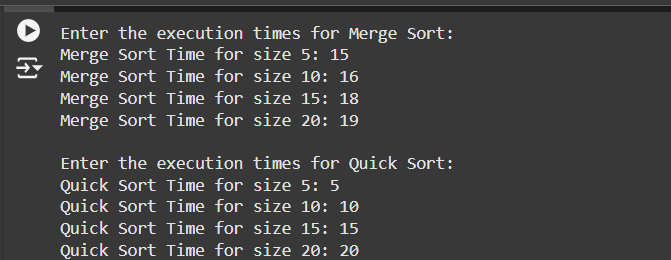 Enter the execution times for Merge Sort:
Merge Sort Time for size 5: 15
Merge Sort Time for size 10: 16
Merge Sort Time for size 15: 18
Merge Sort Time for size 20: 19
Enter the execution times for Quick Sort:
Quick Sort Time for size 5: 5
Quick Sort Time for size 10: 10
Quick Sort Time for size 15: 15
Quick Sort Time for size 20: 20